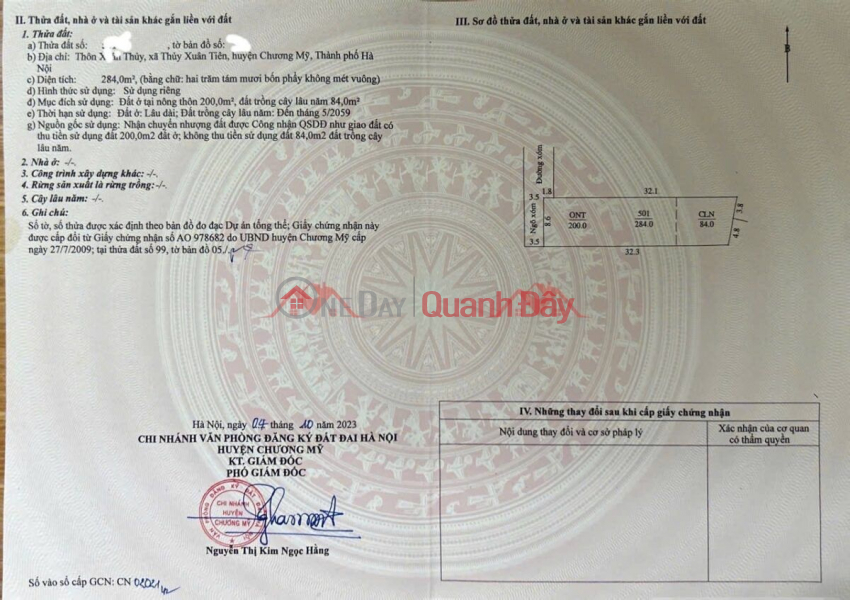 II. Thửa đất, nhà ở và tài sản khác gắn liền với đất
1. Thửa đất:
a) Thửa đất số: , tờ bản đồ số:
b) Địa chỉ: Thôn Thủy, xã Thủy Xuân Tiên, huyện Chương Mỹ, Thành phố Hà
Nội
c) Diện tích: 284,0m², (bằng chữ: hai trăm tám mươi bốn phẩy không mét vuông)
d) Hình thức sử dụng: Sử dụng riêng
đ) Mục đích sử dụng: Đất ở tại nông thôn 200,0m², đất trồng cây lâu năm 84,0m²
e) Thời hạn sử dụng: Đất ở: Lâu dài; Đất trồng cây lâu năm: Đến tháng 5/2059
g) Nguồn gốc sử dụng: Nhận chuyển nhượng đất được Công nhận QSDĐ như giao đất có
thu tiền sử dụng đất 200,0m2 đất ở; không thu tiền sử dụng đất 84,0m2 đất trồng cây
lâu năm.
2. Nhà ở: -/-.
3. Công trình xây dựng khác: -/-.
4. Rừng sản xuất là rừng trồng:-/-.
5. Cây lâu năm: -/-.
6. Ghi chú:
Số tờ, số thửa được xác định theo bản đồ đo đạc Dự án tổng thể; Giấy chứng nhận này
được cấp đổi từ Giấy chứng nhận số AO 978682 do UBND huyện Chương Mỹ cấp
ngày 27/7/2009; tại thửa đất số 99, tờ bản đồ 05./.
Hà Nội, ngày 04 tháng 10 năm 2023
CHI NHÁNH VĂN PHÒNG ĐĂNG KÝ ĐẤT ĐAI HÀ NỘI
HUYỆN CHƯƠNG MỸ
KT. GIÁM ĐỐC
PHÓ GIÁM ĐỐC
CHI NHÁNH
HUYỆN
CHƯƠNG MỸ
Nguyễn Thị Kim Ngọc Hằng
Số vào sổ cấp GCN: CN
III. Sơ đồ thửa đất, nhà ở và tài sản khác gắn liền với đất
B
Đường xóm
Ngõ xóm
3.5
1.8
32.1
8.6
ONT
200.0
501
284.0
CLN
84.0
3.8
4.8
3.5
32.3
ONEDAY
Quanh Đây
IV. Những thay đổi sau khi cấp giấy chứng nhận
Nội dung thay đổi và cơ sở pháp lý
Xác nhận của cơ quan
có thẩm quyền